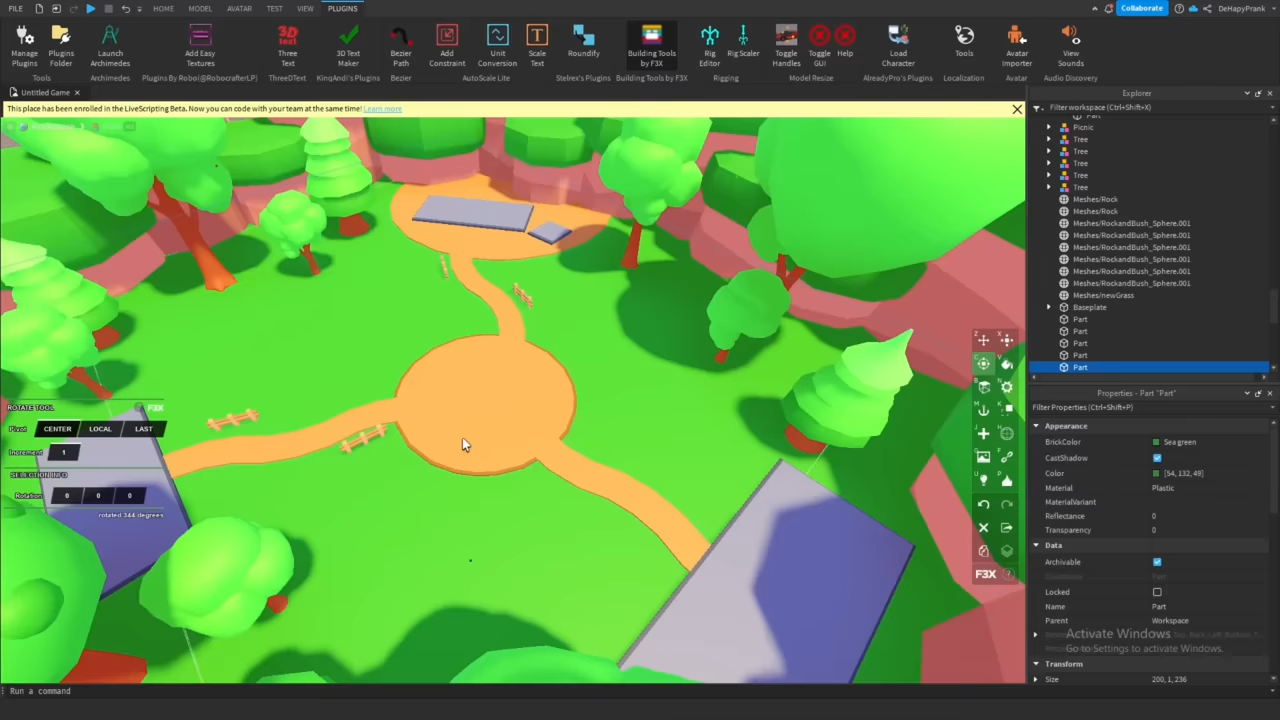 FILE MODEL AVATAR TEST VIEW PLUGINS Collaborate DeHapyPrank
HOME
Manage Plugins
Plugins Folder
Launch Archimedes
Add Easy Textures
Three Text
3D Text Maker
Bezier Path
Add Constraint
Unit Conversion
Scale Text
Roundify
Building Tools by F3X
Rig Editor
Rig Scaler
Toggle Handles
Toggle GUI
Help
Load Character
Tools
Avatar Importer
View Sounds
Tools Archimedes Plugins By Roboi(@RobocrafterLP) ThreeDText KinqAndi's Plugins Bezier AutoScale Lite Stelrex's Plugins Building Tools by F3X Rigging Model Resize AlreadyPro's Plugins Localization Avatar Audio Discovery
Untitled Game
This place has been enrolled in the LiveScripting Beta. Now you can code with your team at the same time! Learn more
Explorer
Filter workspace (Ctrl+Shift+X)
Part
Picnic
Tree
Tree
Tree
Tree
Tree
Meshes/Rock
Meshes/Rock
Meshes/RockandBush_Sphere.001
Meshes/RockandBush_Sphere.001
Meshes/RockandBush_Sphere.001
Meshes/RockandBush_Sphere.001
Meshes/RockandBush_Sphere.001
Meshes/RockandBush_Sphere.001
Meshes/newGrass
Baseplate
Part
Part
Part
Part
Part
Properties - Part "Part"
Filter Properties (Ctrl+Shift+P)
Appearance
BrickColor Sea green
CastShadow
Color [54,132,49]
Material Plastic
MaterialVariant
Reflectance 0
Transparency 0
Data
Archivable
Locked
Name Part
Parent Workspace
Transform
Size 200, 1, 236
Activate Windows
Go to Settings to activate Windows.
ROTATE TOOL F3X
Pivot CENTER LOCAL LAST
Increment 1
SELECTION INFO
Rotation 0 0 0
rotated 344 degrees
F3X
Run a command